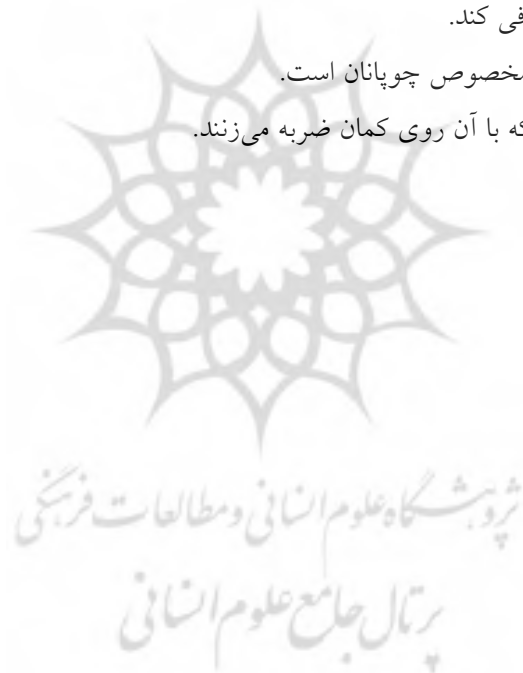 فی کند.
مخصوص چوپانان است.
که با آن روی کمان ضربه می‌زنند.
پژوهشگاه علوم انسانی و مطالعات فرهنگی
پرتال جامع علوم انسانی